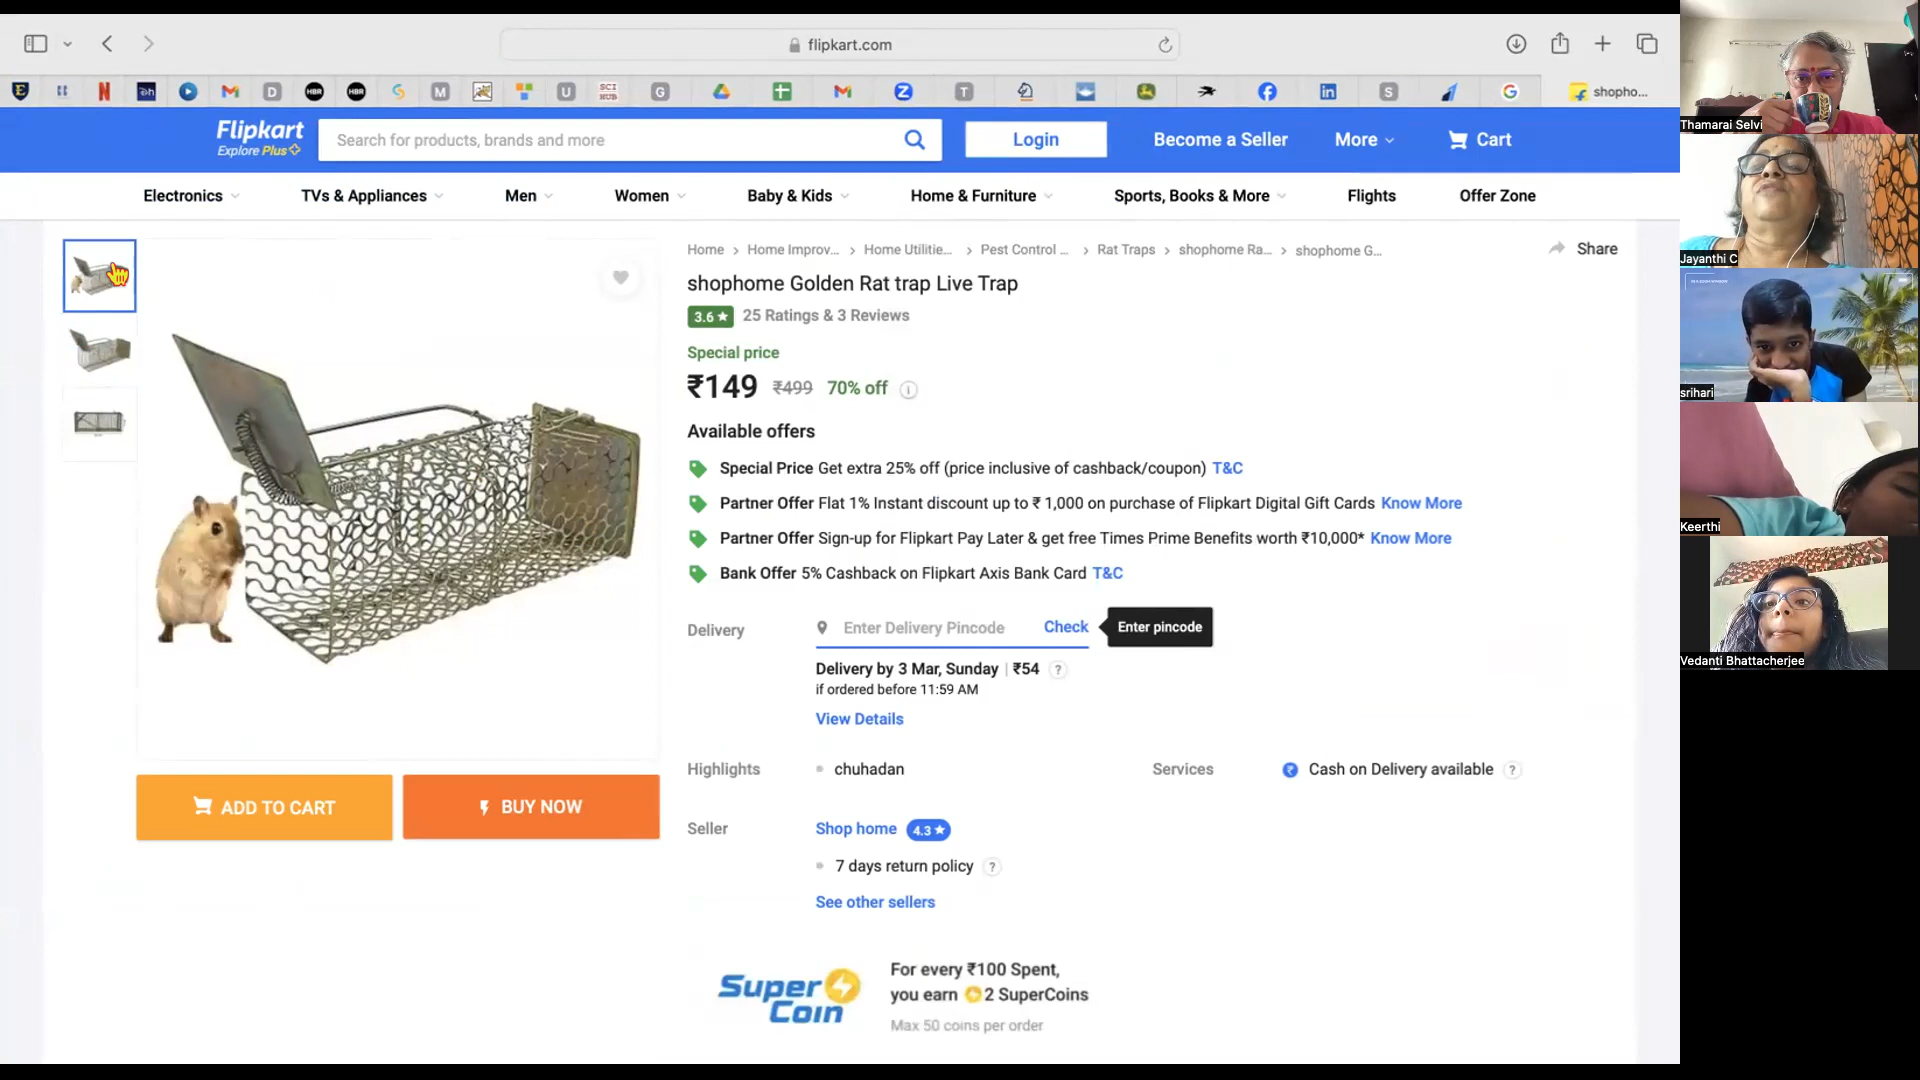 flipkart.com
shopho...
Flipkart
Explore Plus
Search for products, brands and more
Login
Become a Seller
More
Cart
Electronics
TVs & Appliances
Men
Women
Baby & Kids
Home & Furniture
Sports, Books & More
Flights
Offer Zone
Home
Home Improv...
Home Utilitie...
Pest Control ...
Rat Traps
shophome Ra...
shophome G...
Share
shophome Golden Rat trap Live Trap
3.6★ 25 Ratings & 3 Reviews
Special price
₹149 ₹499 70% off
Available offers
Special Price Get extra 25% off (price inclusive of cashback/coupon) T&C
Partner Offer Flat 1% Instant discount up to ₹ 1,000 on purchase of Flipkart Digital Gift Cards Know More
Partner Offer Sign-up for Flipkart Pay Later & get free Times Prime Benefits worth ₹10,000* Know More
Bank Offer 5% Cashback on Flipkart Axis Bank Card T&C
Delivery
Enter Delivery Pincode
Check
Enter pincode
Delivery by 3 Mar, Sunday | ₹54 ?
if ordered before 11:59 AM
View Details
Highlights
chuhadan
Services
Cash on Delivery available ?
ADD TO CART
BUY NOW
Seller
Shop home 4.3★
7 days return policy ?
See other sellers
Super
Coin
For every ₹100 Spent,
you earn 2 SuperCoins
Max 50 coins per order
Thamarai Selvi
Jayanthi C
srihari
Keerthi
Vedanti Bhattacherjee